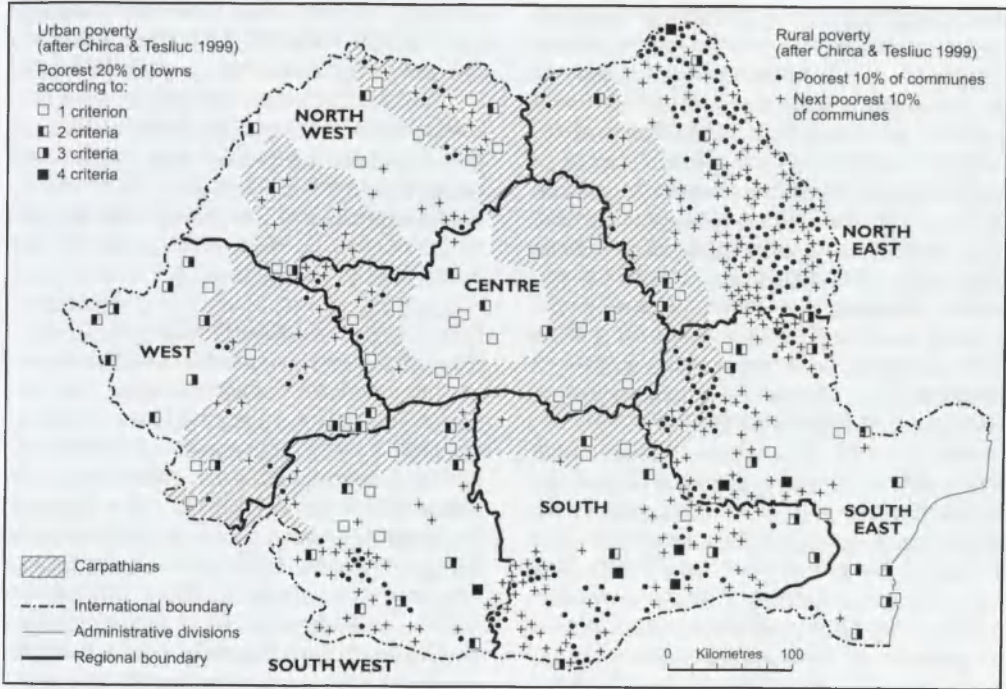 Urban poverty
(after Chirca & Tesliuc 1999)
Poorest 20% of towns
according to:
1 criterion
2 criteria
3 criteria
4 criteria
Rural poverty
(after Chirca & Tesliuc 1999)
Poorest 10% of communes
Next poorest 10%
of communes
NORTH
WEST
NORTH
EAST
CENTRE
WEST
SOUTH
SOUTH
EAST
SOUTH WEST
Carpathians
International boundary
Administrative divisions
Regional boundary
0 Kilometres 100